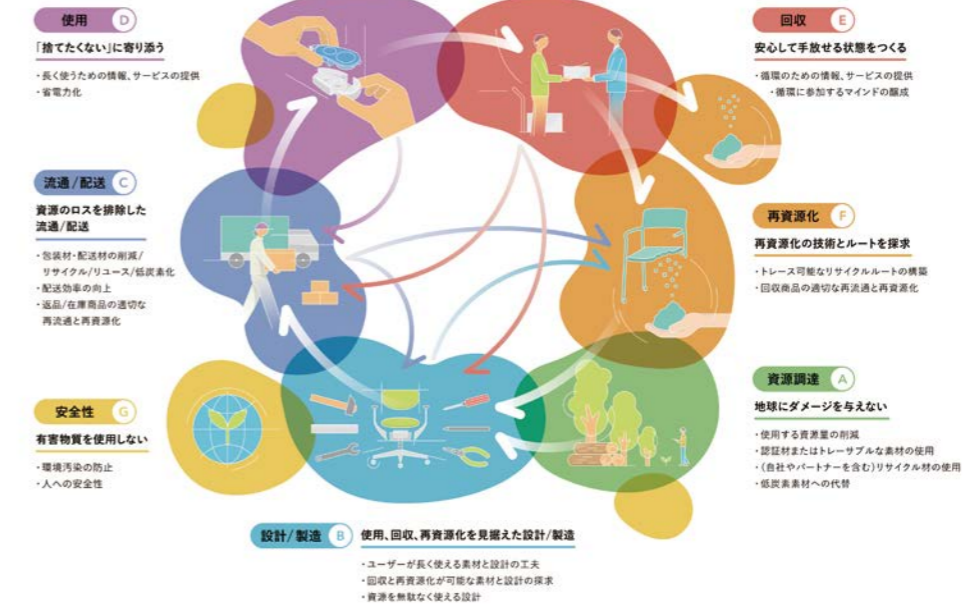 使用 D
「捨てたくない」に寄り添う
・長く使うための情報、サービスの提供
・省電力化
回収 E
安心して手放せる状態をつくる
・循環のための情報、サービスの提供
・循環に参加するマインドの醸成
流通/配送 C
資源のロスを排除した
流通/配送
・包装材・配送材の削減/
リサイクル/リユース/低炭素化
・配送効率の向上
・返品/在庫商品の適切な
再流通と再資源化
再資源化 F
再資源化の技術とルートを探求
・トレース可能なリサイクルルートの構築
・回収商品の適切な再流通と再資源化
安全性 G
有害物質を使用しない
・環境汚染の防止
・人への安全性
資源調達 A
地球にダメージを与えない
・使用する資源量の削減
・認証材またはトレーサブルな素材の使用
・(自社やパートナーを含む)リサイクル材の使用
・低炭素素材への代替
設計/製造 B
使用、回収、再資源化を見据えた設計/製造
・ユーザーが長く使える素材と設計の工夫
・回収と再資源化が可能な素材と設計の探求
・資源を無駄なく使える設計